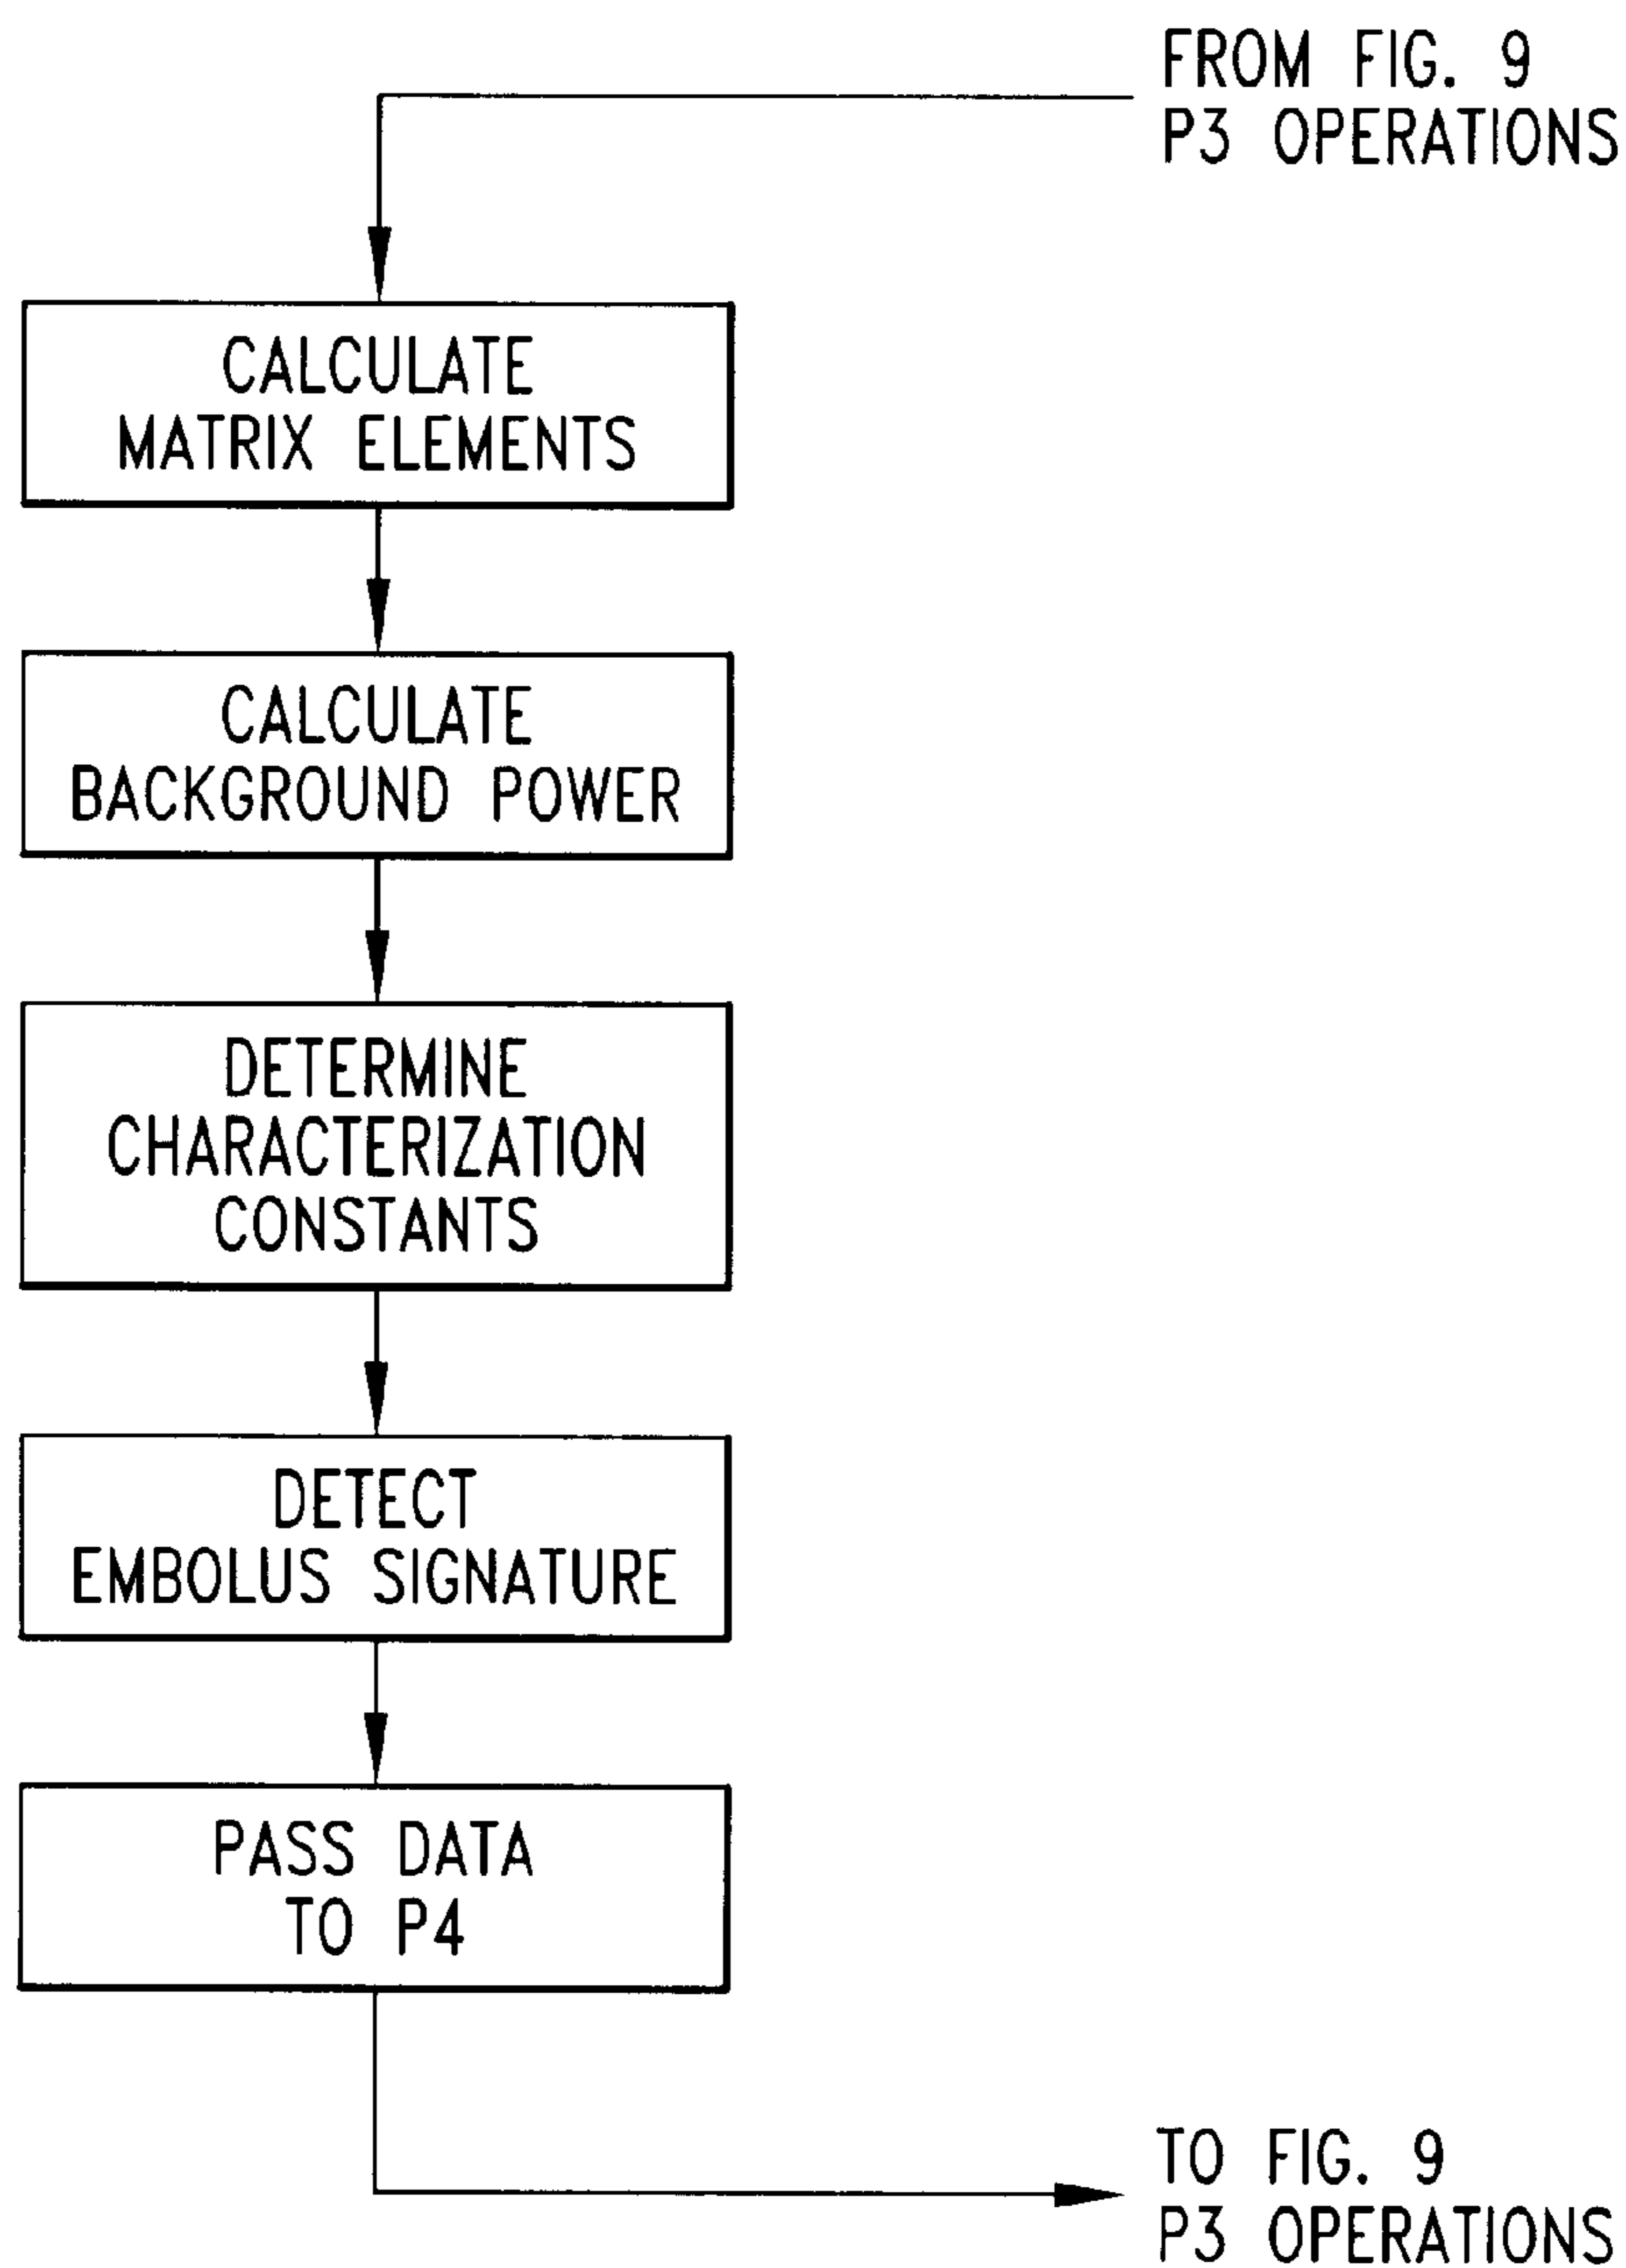 FROM FIG. 9
P3 OPERATIONS
CALCULATE
MATRIX ELEMENTS
CALCULATE
BACKGROUND POWER
DETERMINE
CHARACTERIZATION
CONSTANTS
DETECT
EMBOLUS SIGNATURE
PASS DATA
TO P4
TO FIG. 9
P3 OPERATIONS